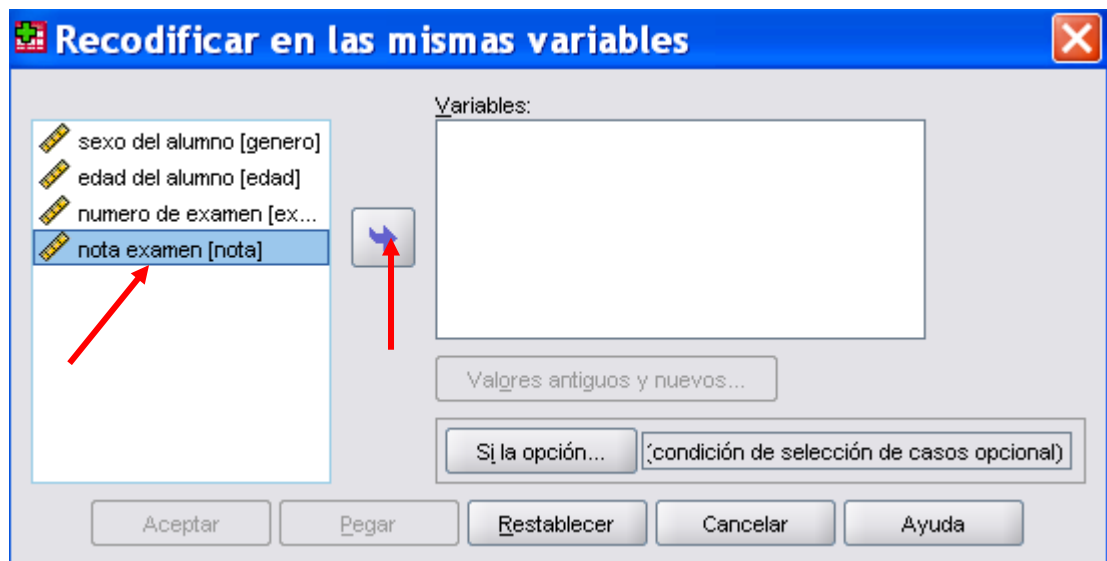 Recodificar en las mismas variables
Variables:
sexo del alumno [genero]
edad del alumno [edad]
numero de examen [ex...
nota examen [nota]
Valores antiguos y nuevos...
Si la opción...
(condición de selección de casos opcional)
Aceptar
Pegar
Restablecer
Cancelar
Ayuda